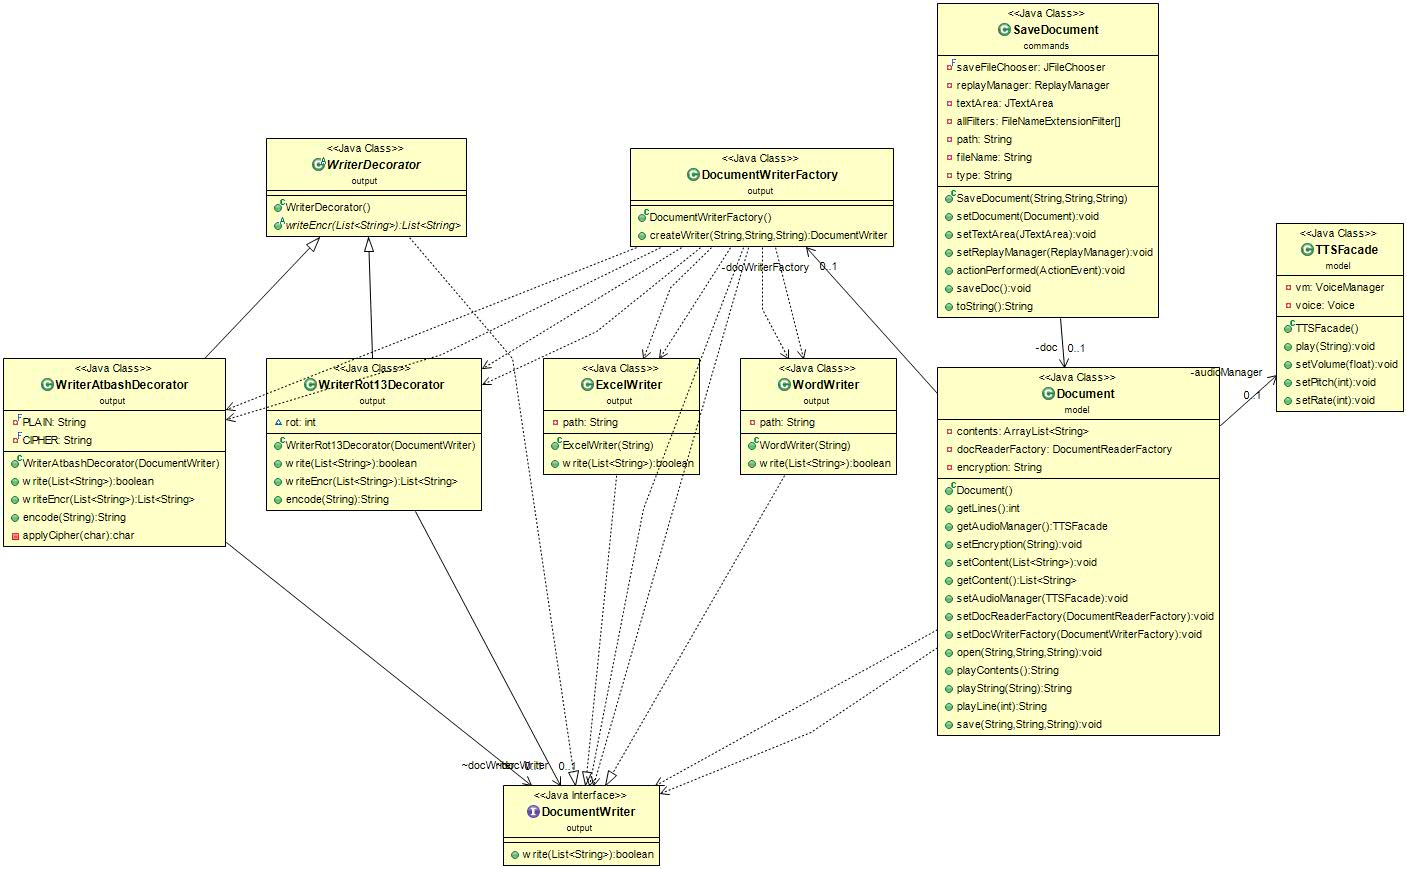 <<Java Class>>
SaveDocument
commands
saveFileChooser: JFileChooser
replayManager: ReplayManager
textArea: JTextArea
allFilters: FileNameExtensionFilter[]
path: String
fileName: String
type: String
SaveDocument(String,String,String)
setDocument(Document):void
setTextArea(JTextArea):void
setReplayManager(ReplayManager):void
actionPerformed(ActionEvent):void
saveDoc():void
toString():String
<<Java Class>>
WriterDecorator
output
WriterDecorator()
writeEncr(List<String>):List<String>
<<Java Class>>
DocumentWriterFactory
output
DocumentWriterFactory()
createWriter(String,String,String):DocumentWriter
-docWriterFactory
0..1
<<Java Class>>
TTSFacade
model
vm: VoiceManager
voice: Voice
TTSFacade()
play(String):void
setVolume(float):void
setPitch(int):void
setRate(int):void
-doc
0..1
-audioManager
0..1
<<Java Class>>
WriterAtbashDecorator
output
PLAIN: String
CIPHER: String
WriterAtbashDecorator(DocumentWriter)
write(List<String>):boolean
writeEncr(List<String>):List<String>
encode(String):String
applyCipher(char):char
<<Java Class>>
WriterRot13Decorator
output
rot: int
WriterRot13Decorator(DocumentWriter)
write(List<String>):boolean
writeEncr(List<String>):List<String>
encode(String):String
<<Java Class>>
ExcelWriter
output
path: String
ExcelWriter(String)
write(List<String>):boolean
<<Java Class>>
WordWriter
output
path: String
WordWriter(String)
write(List<String>):boolean
<<Java Class>>
Document
model
contents: ArrayList<String>
docReaderFactory: DocumentReaderFactory
encryption: String
Document()
getLines():int
getAudioManager():TTSFacade
setEncryption(String):void
setContent(List<String>):void
getContent():List<String>
setAudioManager(TTSFacade):void
setDocReaderFactory(DocumentReaderFactory):void
setDocWriterFactory(DocumentWriterFactory):void
open(String,String,String):void
playContents():String
playString(String):String
playLine(int):String
save(String,String,String):void
~docWriter
~docWriter
0..1
0..1
<<Java Interface>>
DocumentWriter
output
write(List<String>):boolean